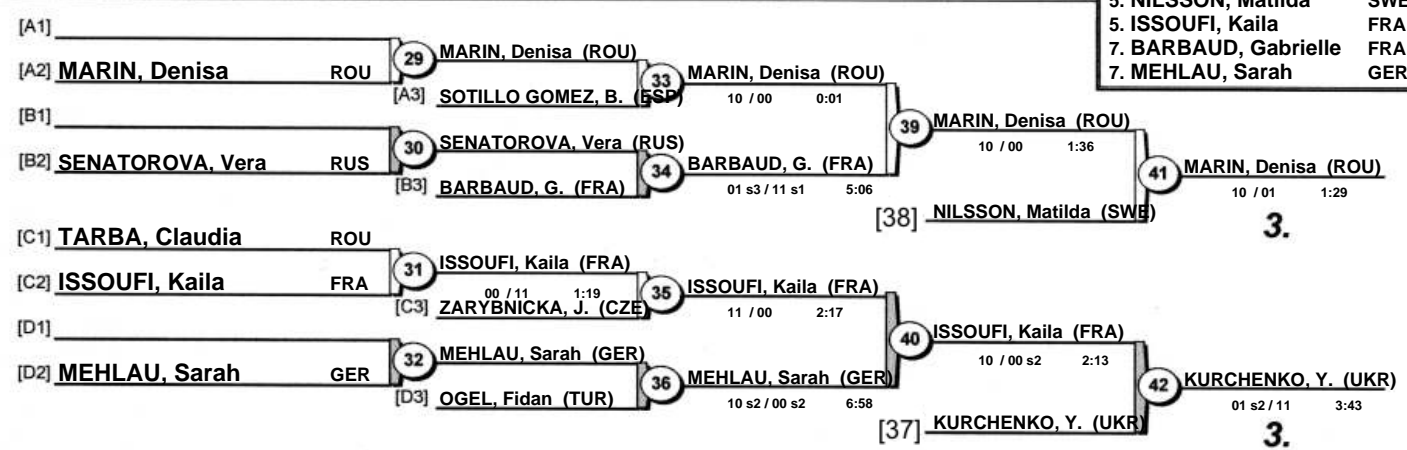 5. NILSSON, Matilda SWE
5. ISSOUFI, Kaila FRA
7. BARBAUD, Gabrielle FRA
7. MEHLAU, Sarah GER
[A1]
29 MARIN, Denisa (ROU)
[A2] MARIN, Denisa ROU
33 MARIN, Denisa (ROU)
[A3] SOTILLO GOMEZ, B. (ESP)
10 / 00 0:01
[B1]
39 MARIN, Denisa (ROU)
30 SENATOROVA, Vera (RUS)
10 / 00 1:36
[B2] SENATOROVA, Vera RUS
34 BARBAUD, G. (FRA)
41 MARIN, Denisa (ROU)
[B3] BARBAUD, G. (FRA)
01 s3 / 11 s1 5:06
10 / 01 1:29
[38] NILSSON, Matilda (SWE)
3.
[C1] TARBA, Claudia ROU
31 ISSOUFI, Kaila (FRA)
[C2] ISSOUFI, Kaila FRA
00 / 11 1:19
35 ISSOUFI, Kaila (FRA)
[C3] ZARYBNICKA, J. (CZE)
11 / 00 2:17
[D1]
40 ISSOUFI, Kaila (FRA)
32 MEHLAU, Sarah (GER)
10 / 00 s2 2:13
[D2] MEHLAU, Sarah GER
36 MEHLAU, Sarah (GER)
42 KURCHENKO, Y. (UKR)
[D3] OGEL, Fidan (TUR)
10 s2 / 00 s2 6:58
01 s2 / 11 3:43
[37] KURCHENKO, Y. (UKR)
3.